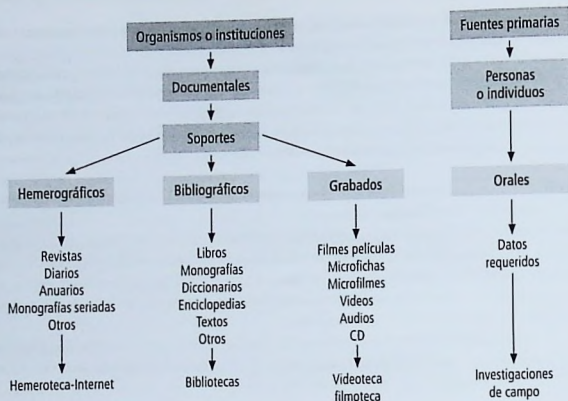 Organismos o instituciones
Documentales
Soportes
Hemerográficos
Revistas
Diarios
Anuarios
Monografías seriadas
Otros
Hemeroteca-Internet
Bibliográficos
Libros
Monografías
Diccionarios
Enciclopedias
Textos
Otros
Bibliotecas
Grabados
Filmes películas
Microfichas
Microfilmes
Videos
Audios
CD
Videoteca
filmoteca
Fuentes primarias
Personas
o individuos
Orales
Datos
requeridos
Investigaciones
de campo